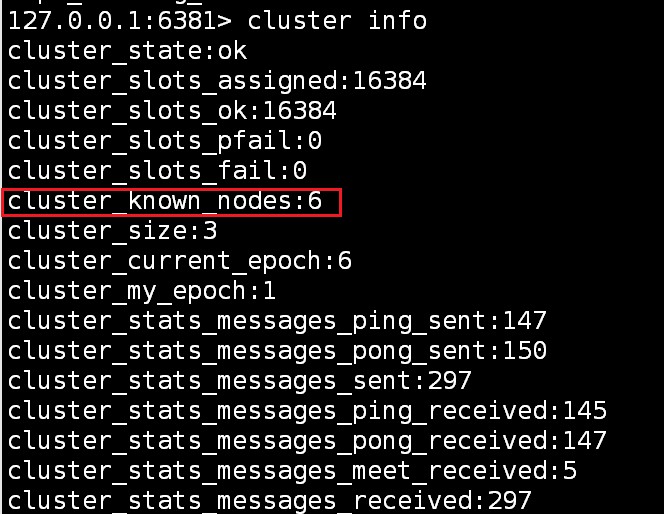 127.0.0.1:6381> cluster info
cluster_state:ok
cluster_slots_assigned:16384
cluster_slots_ok:16384
cluster_slots_pfail:0
cluster_slots_fail:0
cluster_known_nodes:6
cluster_size:3
cluster_current_epoch:6
cluster_my_epoch:1
cluster_stats_messages_ping_sent:147
cluster_stats_messages_pong_sent:150
cluster_stats_messages_sent:297
cluster_stats_messages_ping_received:145
cluster_stats_messages_pong_received:147
cluster_stats_messages_meet_received:5
cluster_stats_messages_received:297